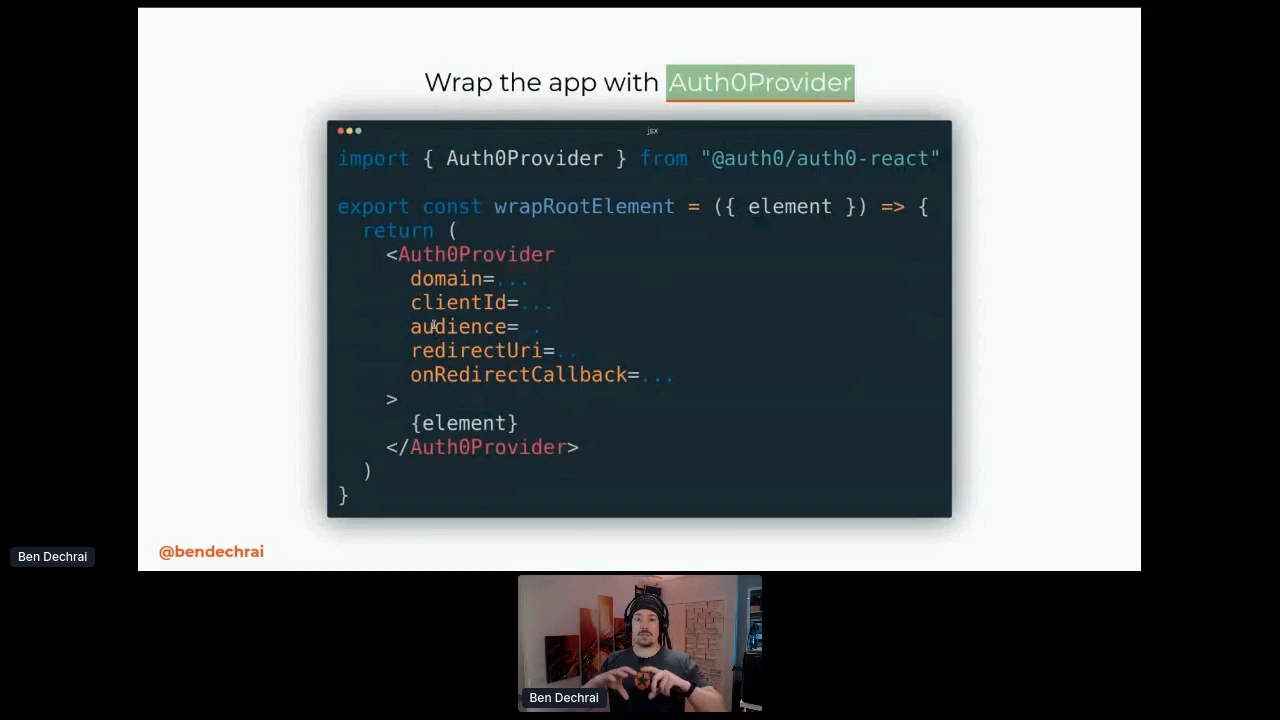 Wrap the app with Auth0Provider
jsx
import { Auth0Provider } from "@auth0/auth0-react"
export const wrapRootElement = ({ element }) => {
return (
<Auth0Provider
domain=...
clientId=...
audience=...
redirectUri=...
onRedirectCallback=...
>
{element}
</Auth0Provider>
)
}
@bendechrai
Ben Dechrai
Ben Dechrai